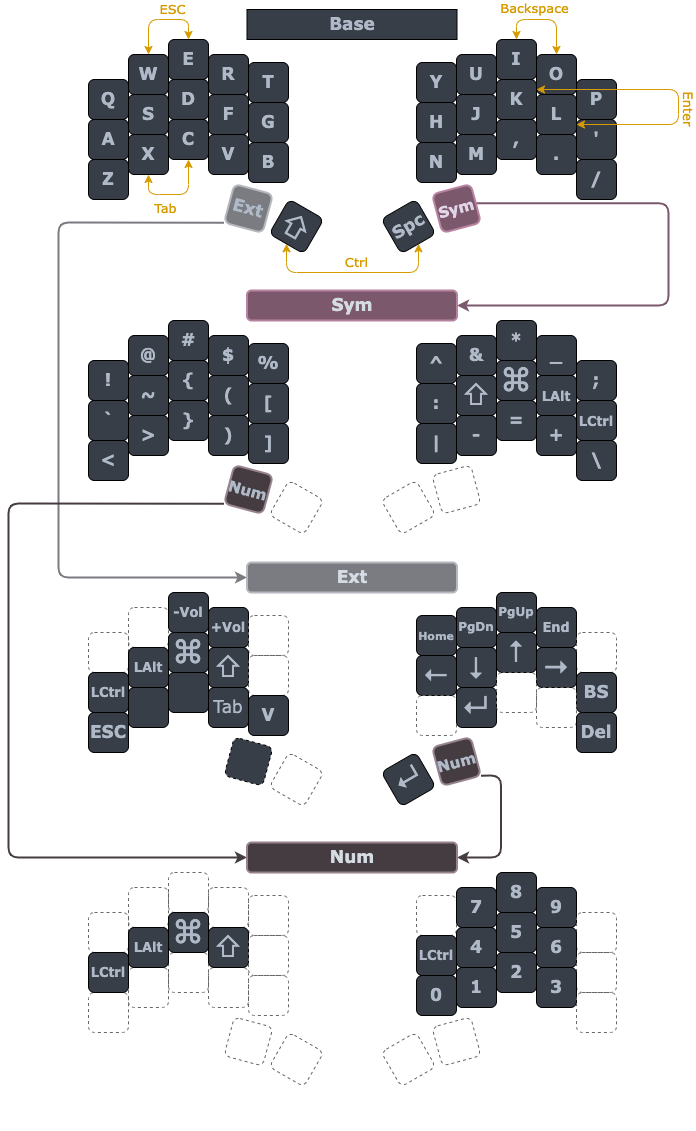 ESC
Base
Backspace
Q W E R T
Y U I O P
A S D F G
H J K L '
Enter
Z X C V B
N M , . /
Tab
Ext ⇧
Spc Sym
Ctrl
Sym
! @ # $ %
^ & * _ ;
` ~ { ( [
: ⇧ ⌘ LAlt LCtrl
< > } ) ]
| - = + \
Num
Ext
-Vol +Vol
Home PgDn PgUp End
LCtrl LAlt ⌘ ⇧
← ↓ ↑ → BS
ESC Tab V
↵ Del
↵ Num
Num
7 8 9
LCtrl LAlt ⌘ ⇧
LCtrl 4 5 6
0 1 2 3